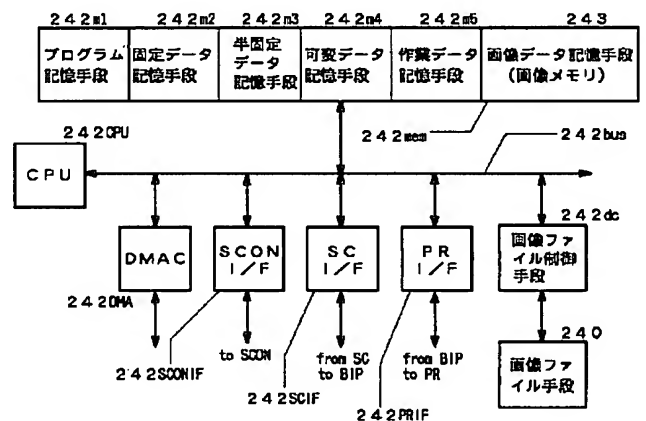 242m1 242m2 242m3 242m4 242m5 243
プログラム
記憶手段
固定データ
記憶手段
半固定
データ
記憶手段
可変データ
記憶手段
作業データ
記憶手段
画像データ記憶手段
(画像メモリ)
242CPU
242mem
242bus
CPU
242dc
DMAC
SCON
I/F
SC
I/F
PR
I/F
画像ファ
イル制御
手段
242DMA
to SCON
from SC
to BIP
from BIP
to PR
240
242SCONIF
242SCIF
242PRIF
画像ファ
イル手段